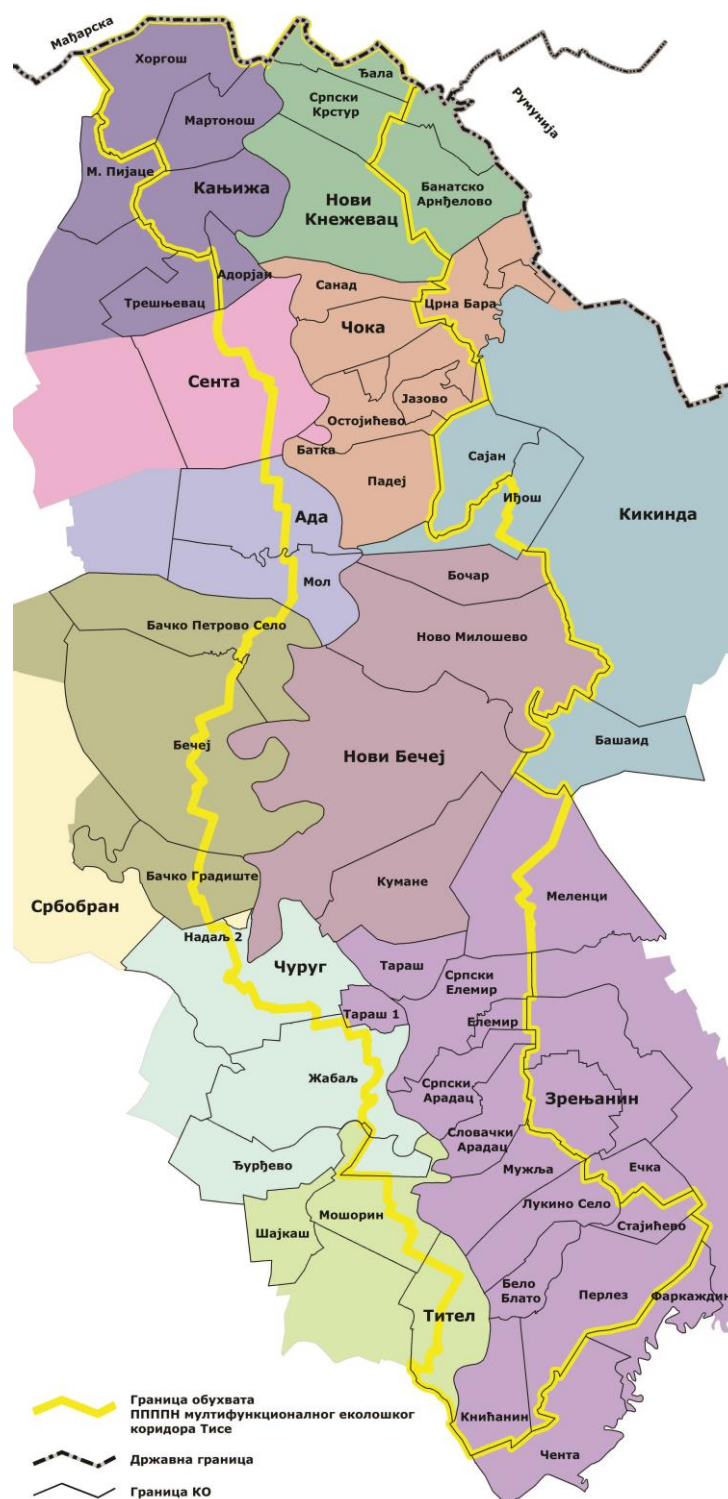 Мађарска
Хоргош
Ђала
Српски
Крстур
Румунија
Мартонош
М. Пијаце
Кањижа
Банатско
Арнђелово
Нови
Кнежевац
Адорјан
Трешњевац
Санад
Црна Бара
Чока
Сента
Јазово
Остојићево
Батка
Сајан
Падеј
Иђош
Ада
Кикинда
Бочар
Мол
Бачко Петрово Село
Ново Милошево
Башаид
Бечеј
Нови Бечеј
Бачко Градиште
Кумане
Меленци
Србобран
Надаљ 2
Чуруг
Тараш
Српски
Елемир
Тараш 1
Елемир
Жабаљ
Српски
Арадац
Зрењанин
Словачки
Арадац
Ђурђево
Мужља
Ечка
Лукино Село
Мошорин
Стајићево
Шајкаш
Бело
Блато
Перлез
Фаркаждин
Тител
Книћанин
Чента
Граница обухвата
ПППпН мултифункционалног еколошког
коридора Тисе
Државна граница
Граница КО